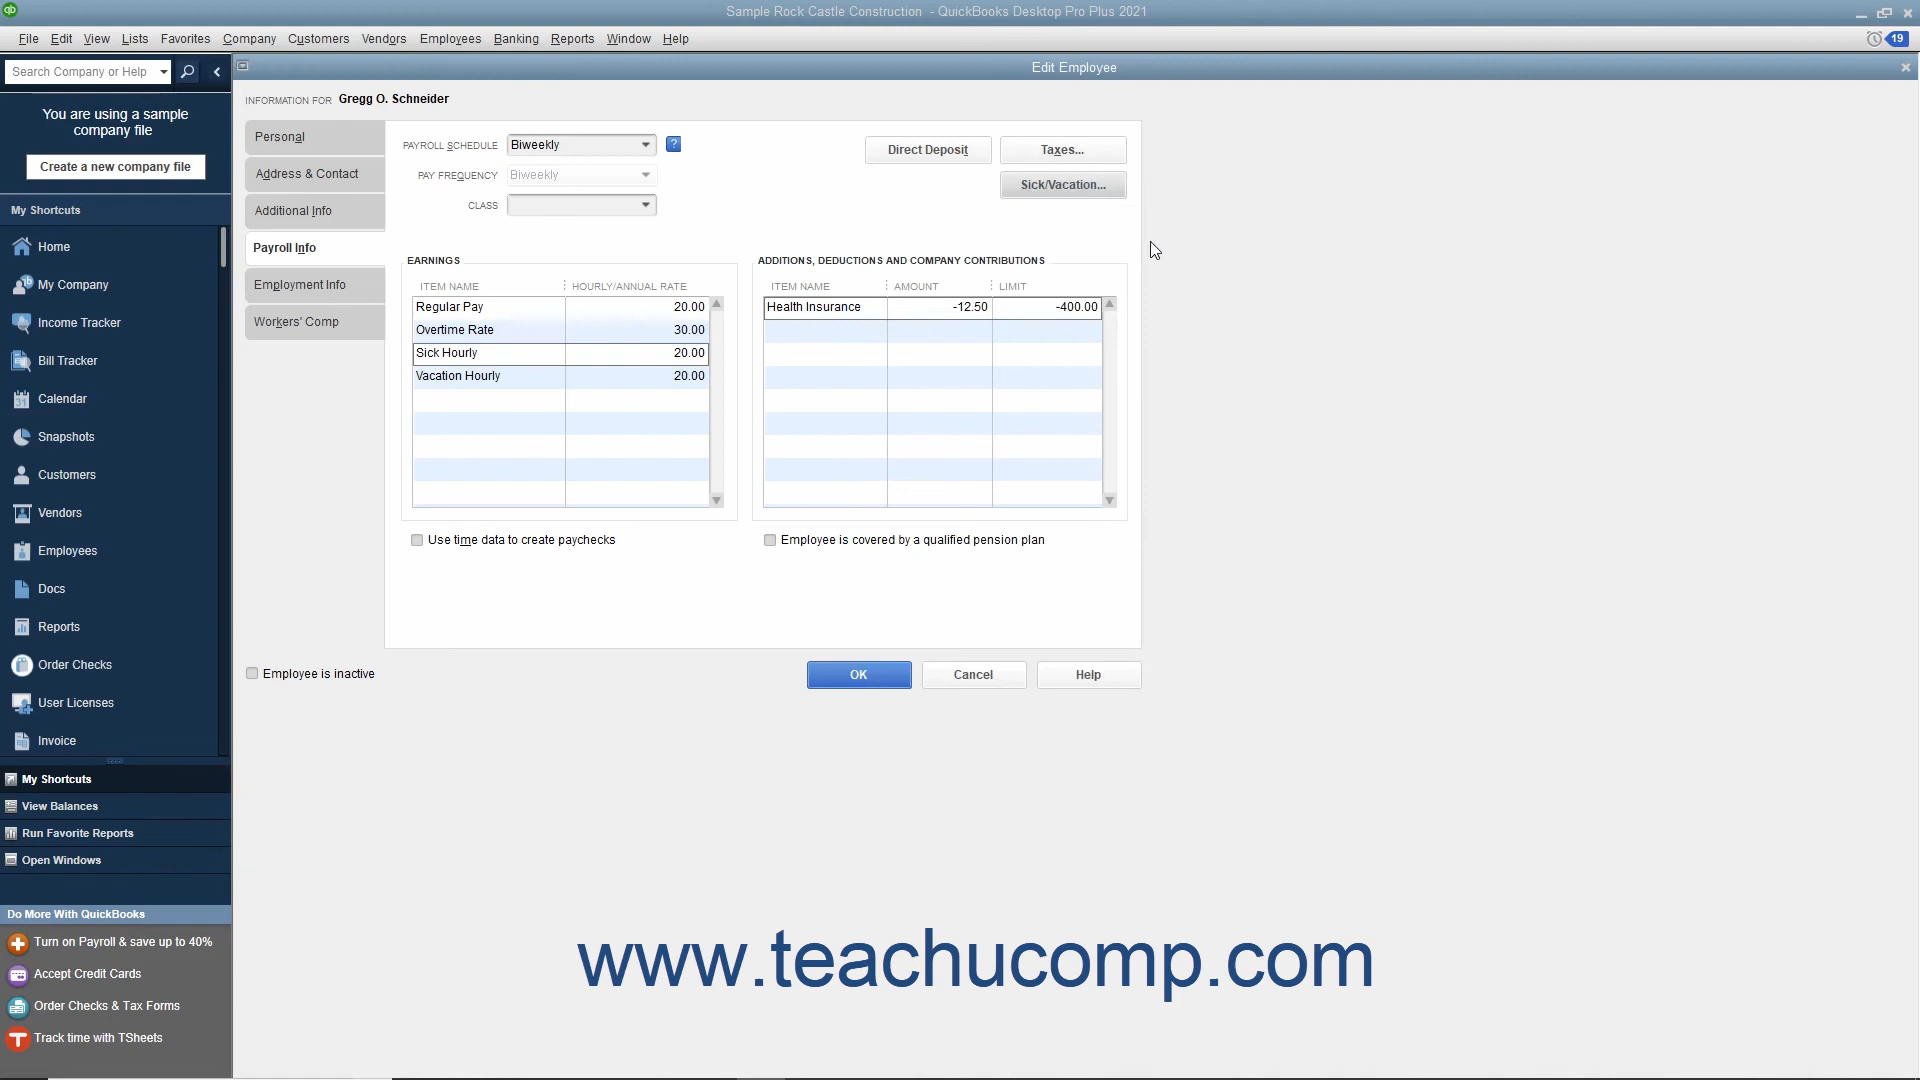 Sample Rock Castle Construction - QuickBooks Desktop Pro Plus 2021
File Edit View Lists Favorites Company Customers Vendors Employees Banking Reports Window Help
19
Search Company or Help
Edit Employee
You are using a sample
company file
Create a new company file
My Shortcuts
Home
My Company
Income Tracker
Bill Tracker
Calendar
Snapshots
Customers
Vendors
Employees
Docs
Reports
Order Checks
User Licenses
Invoice
My Shortcuts
View Balances
Run Favorite Reports
Open Windows
Do More With QuickBooks
Turn on Payroll & save up to 40%
Accept Credit Cards
Order Checks & Tax Forms
Track time with TSheets
INFORMATION FOR Gregg O. Schneider
Personal
Address & Contact
Additional Info
Payroll Info
Employment Info
Workers' Comp
PAYROLL SCHEDULE Biweekly ?
PAY FREQUENCY Biweekly
CLASS
Direct Deposit Taxes...
Sick/Vacation...
EARNINGS
ITEM NAME HOURLY/ANNUAL RATE
Regular Pay 20.00
Overtime Rate 30.00
Sick Hourly 20.00
Vacation Hourly 20.00
Use time data to create paychecks
ADDITIONS, DEDUCTIONS AND COMPANY CONTRIBUTIONS
ITEM NAME AMOUNT LIMIT
Health Insurance -12.50 -400.00
Employee is covered by a qualified pension plan
Employee is inactive
OK Cancel Help
www.teachucomp.com